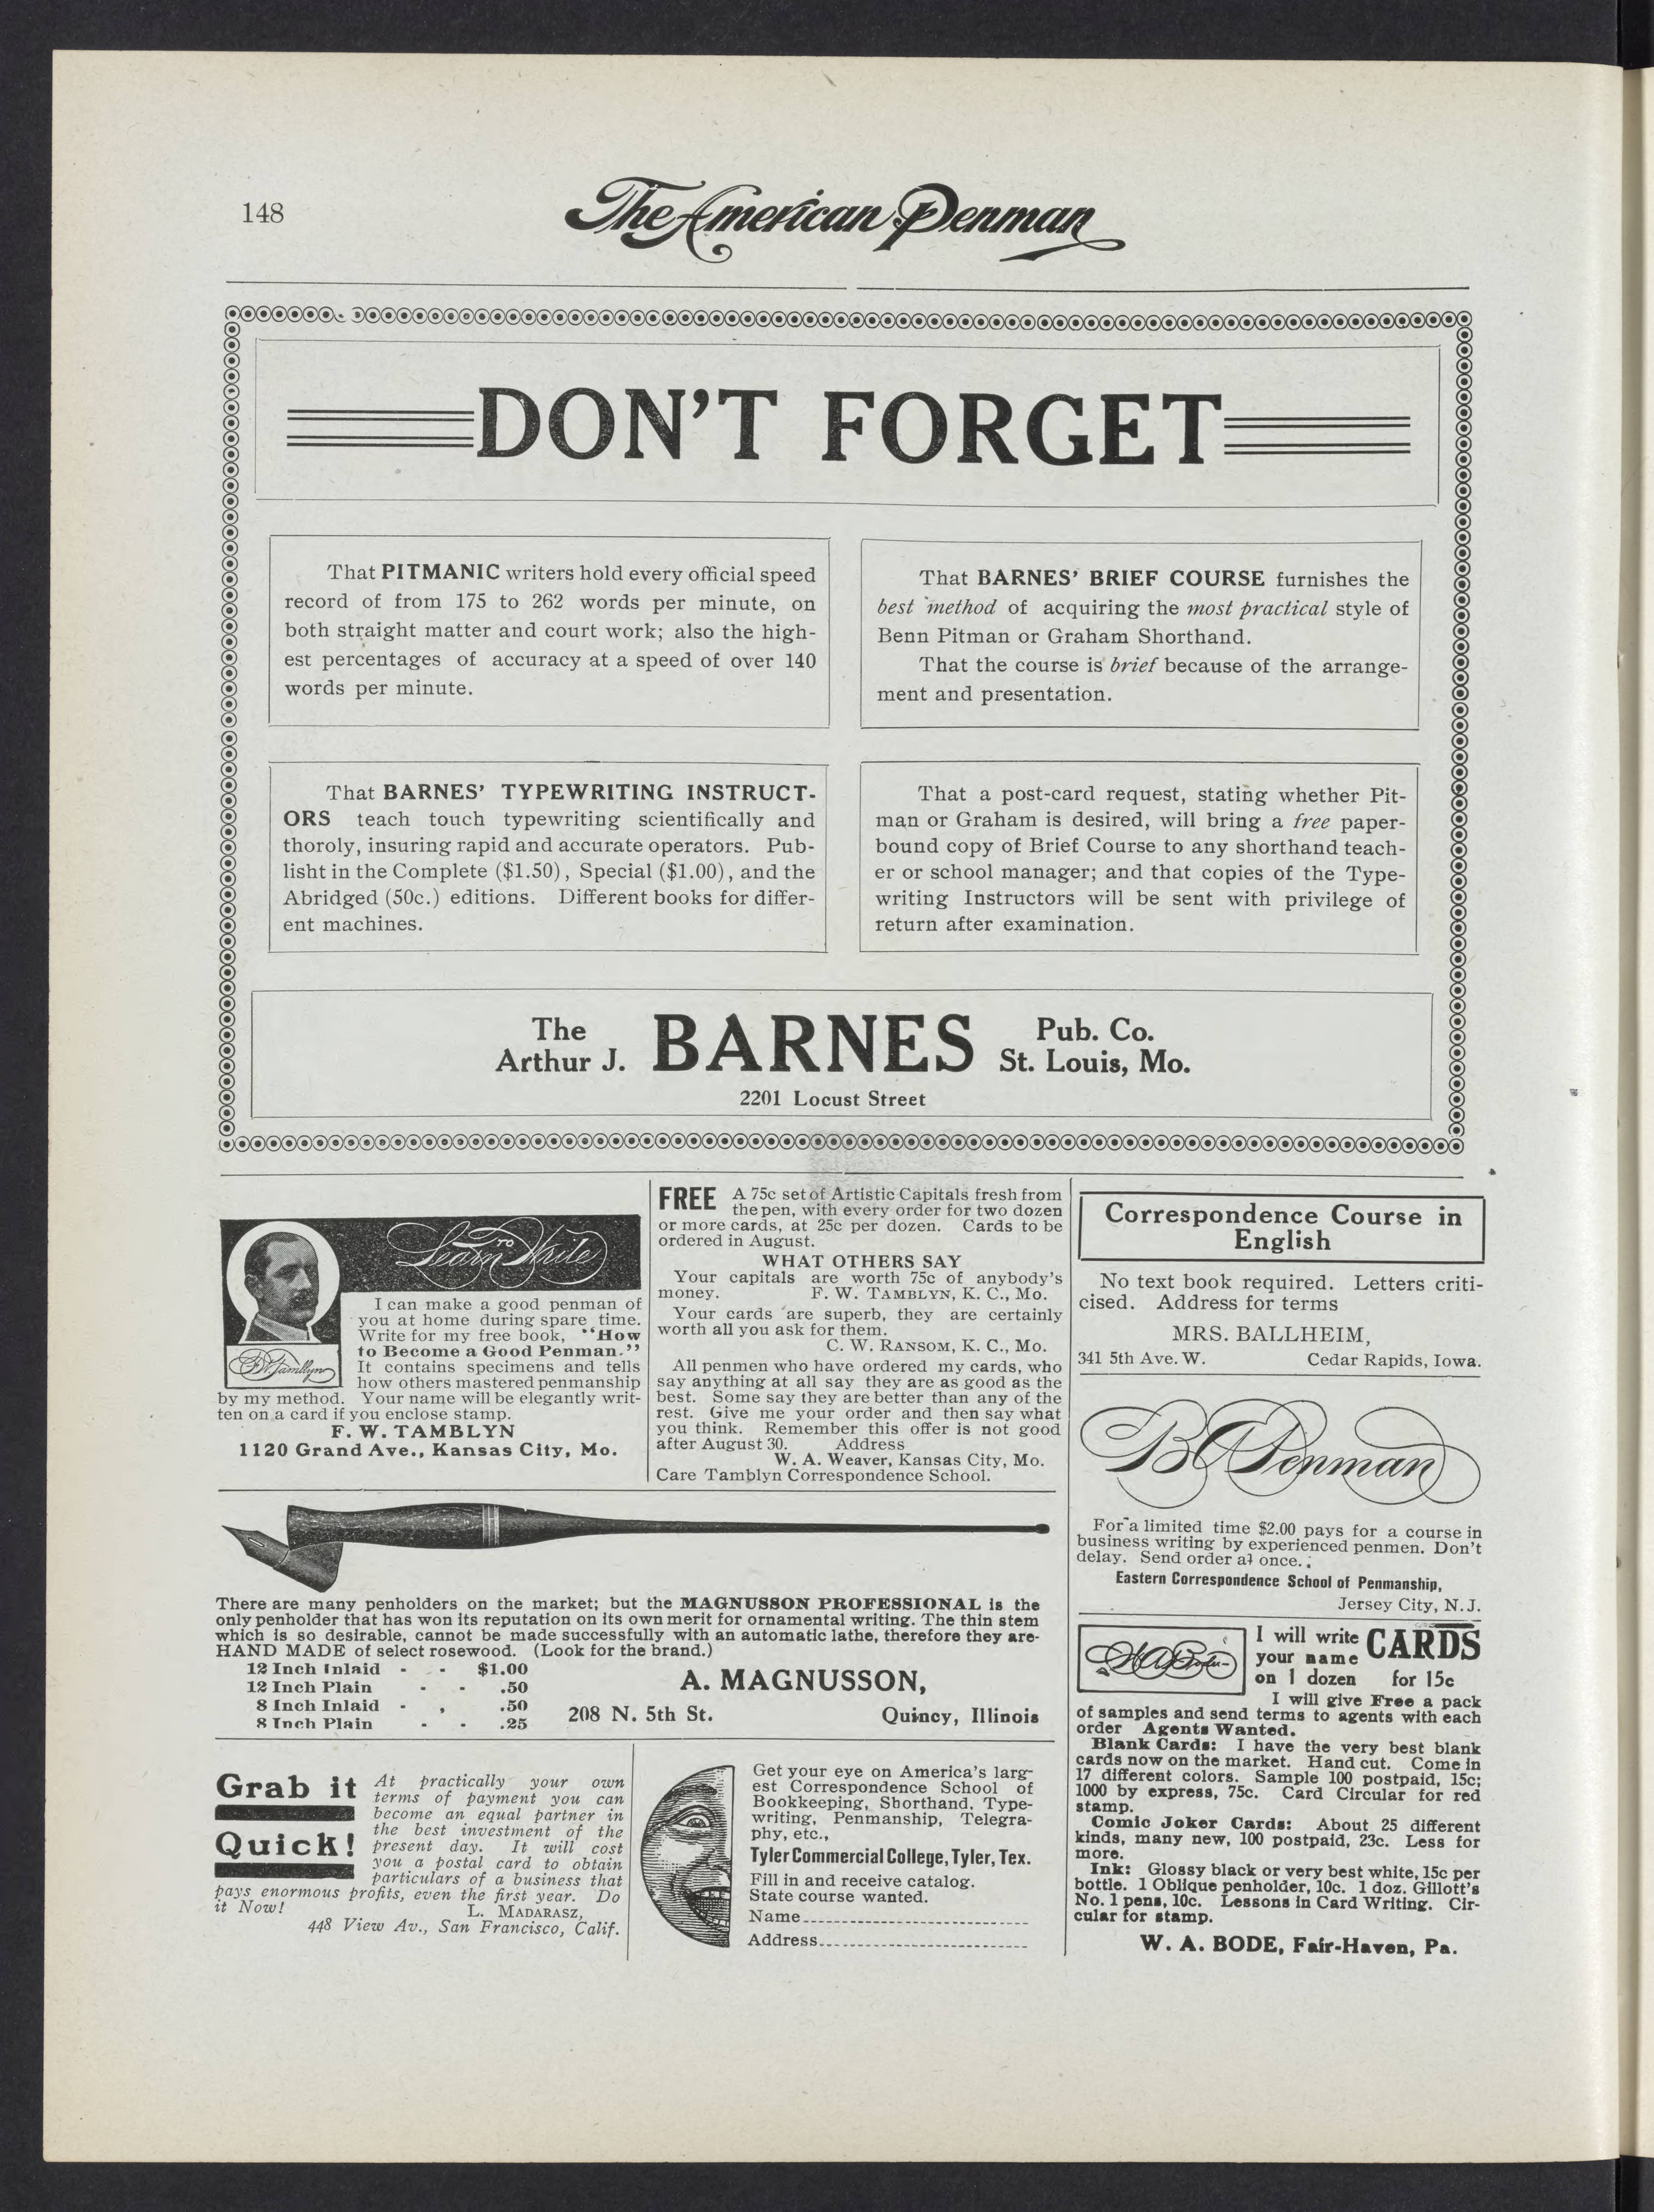 148
The American Penman
DON'T FORGET
That PITMANIC writers hold every official speed
record of from 175 to 262 words per minute, on
both straight matter and court work; also the high-
est percentages of accuracy at a speed of over 140
words per minute.
That BARNES' BRIEF COURSE furnishes the
best method of acquiring the most practical style of
Benn Pitman or Graham Shorthand.
That the course is brief because of the arrange-
ment and presentation.
That BARNES' TYPEWRITING INSTRUCT-
ORS teach touch typewriting scientifically and
thoroly, insuring rapid and accurate operators. Pub-
lisht in the Complete ($1.50), Special ($1.00), and the
Abridged (50c.) editions. Different books for differ-
ent machines.
That a post-card request, stating whether Pit-
man or Graham is desired, will bring a free paper-
bound copy of Brief Course to any shorthand teach-
er or school manager; and that copies of the Type-
writing Instructors will be sent with privilege of
return after examination.
The Arthur J. BARNES Pub. Co. St. Louis, Mo.
2201 Locust Street
Learn TO Write
I can make a good penman of
you at home during spare time.
Write for my free book, "How
to Become a Good Penman."
It contains specimens and tells
how others mastered penmanship
by my method. Your name will be elegantly writ-
ten on a card if you enclose stamp.
F. W. TAMBLYN
1120 Grand Ave., Kansas City, Mo.
F W Tamblyn
FREE A 75c set of Artistic Capitals fresh from
the pen, with every order for two dozen
or more cards, at 25c per dozen. Cards to be
ordered in August.
WHAT OTHERS SAY
Your capitals are worth 75c of anybody's
money. F. W. TAMBLYN, K. C., Mo.
Your cards are superb, they are certainly
worth all you ask for them.
C. W. RANSOM, K. C., Mo.
All penmen who have ordered my cards, who
say anything at all say they are as good as the
best. Some say they are better than any of the
rest. Give me your order and then say what
you think. Remember this offer is not good
after August 30. Address
W. A. Weaver, Kansas City, Mo.
Care Tamblyn Correspondence School.
There are many penholders on the market; but the MAGNUSSON PROFESSIONAL is the
only penholder that has won its reputation on its own merit for ornamental writing. The thin stem
which is so desirable, cannot be made successfully with an automatic lathe, therefore they are-
HAND MADE of select rosewood. (Look for the brand.)
12 Inch Inlaid - - $1.00
12 Inch Plain - - .50
8 Inch Inlaid - , .50
8 Inch Plain - - .25
A. MAGNUSSON,
208 N. 5th St. Quincy, Illinois
Grab it
Quick!
At practically your own
terms of payment you can
become an equal partner in
the best investment of the
present day. It will cost
you a postal card to obtain
particulars of a business that
pays enormous profits, even the first year. Do
it Now! L. MADARASZ,
448 View Av., San Francisco, Calif.
Get your eye on America's larg-
est Correspondence School of
Bookkeeping, Shorthand, Type-
writing, Penmanship, Telegra-
phy, etc.,
Tyler Commercial College, Tyler, Tex.
Fill in and receive catalog.
State course wanted.
Name
Address
Correspondence Course in
English
No text book required. Letters criti-
cised. Address for terms
MRS. BALLHEIM,
341 5th Ave. W. Cedar Rapids, Iowa.
B A Penman
For a limited time $2.00 pays for a course in
business writing by experienced penmen. Don't
delay. Send order at once.
Eastern Correspondence School of Penmanship,
Jersey City, N. J.
W A Bode
I will write CARDS
your name
on 1 dozen for 15c
I will give Free a pack
of samples and send terms to agents with each
order Agents Wanted.
Blank Cards: I have the very best blank
cards now on the market. Hand cut. Come in
17 different colors. Sample 100 postpaid, 15c;
1000 by express, 75c. Card Circular for red
stamp.
Comic Joker Cards: About 25 different
kinds, many new, 100 postpaid, 23c. Less for
more.
Ink: Glossy black or very best white, 15c per
bottle. 1 Oblique penholder, 10c. 1 doz. Gillott's
No. 1 pens, 10c. Lessons in Card Writing. Cir-
cular for stamp.
W. A. BODE, Fair-Haven, Pa.